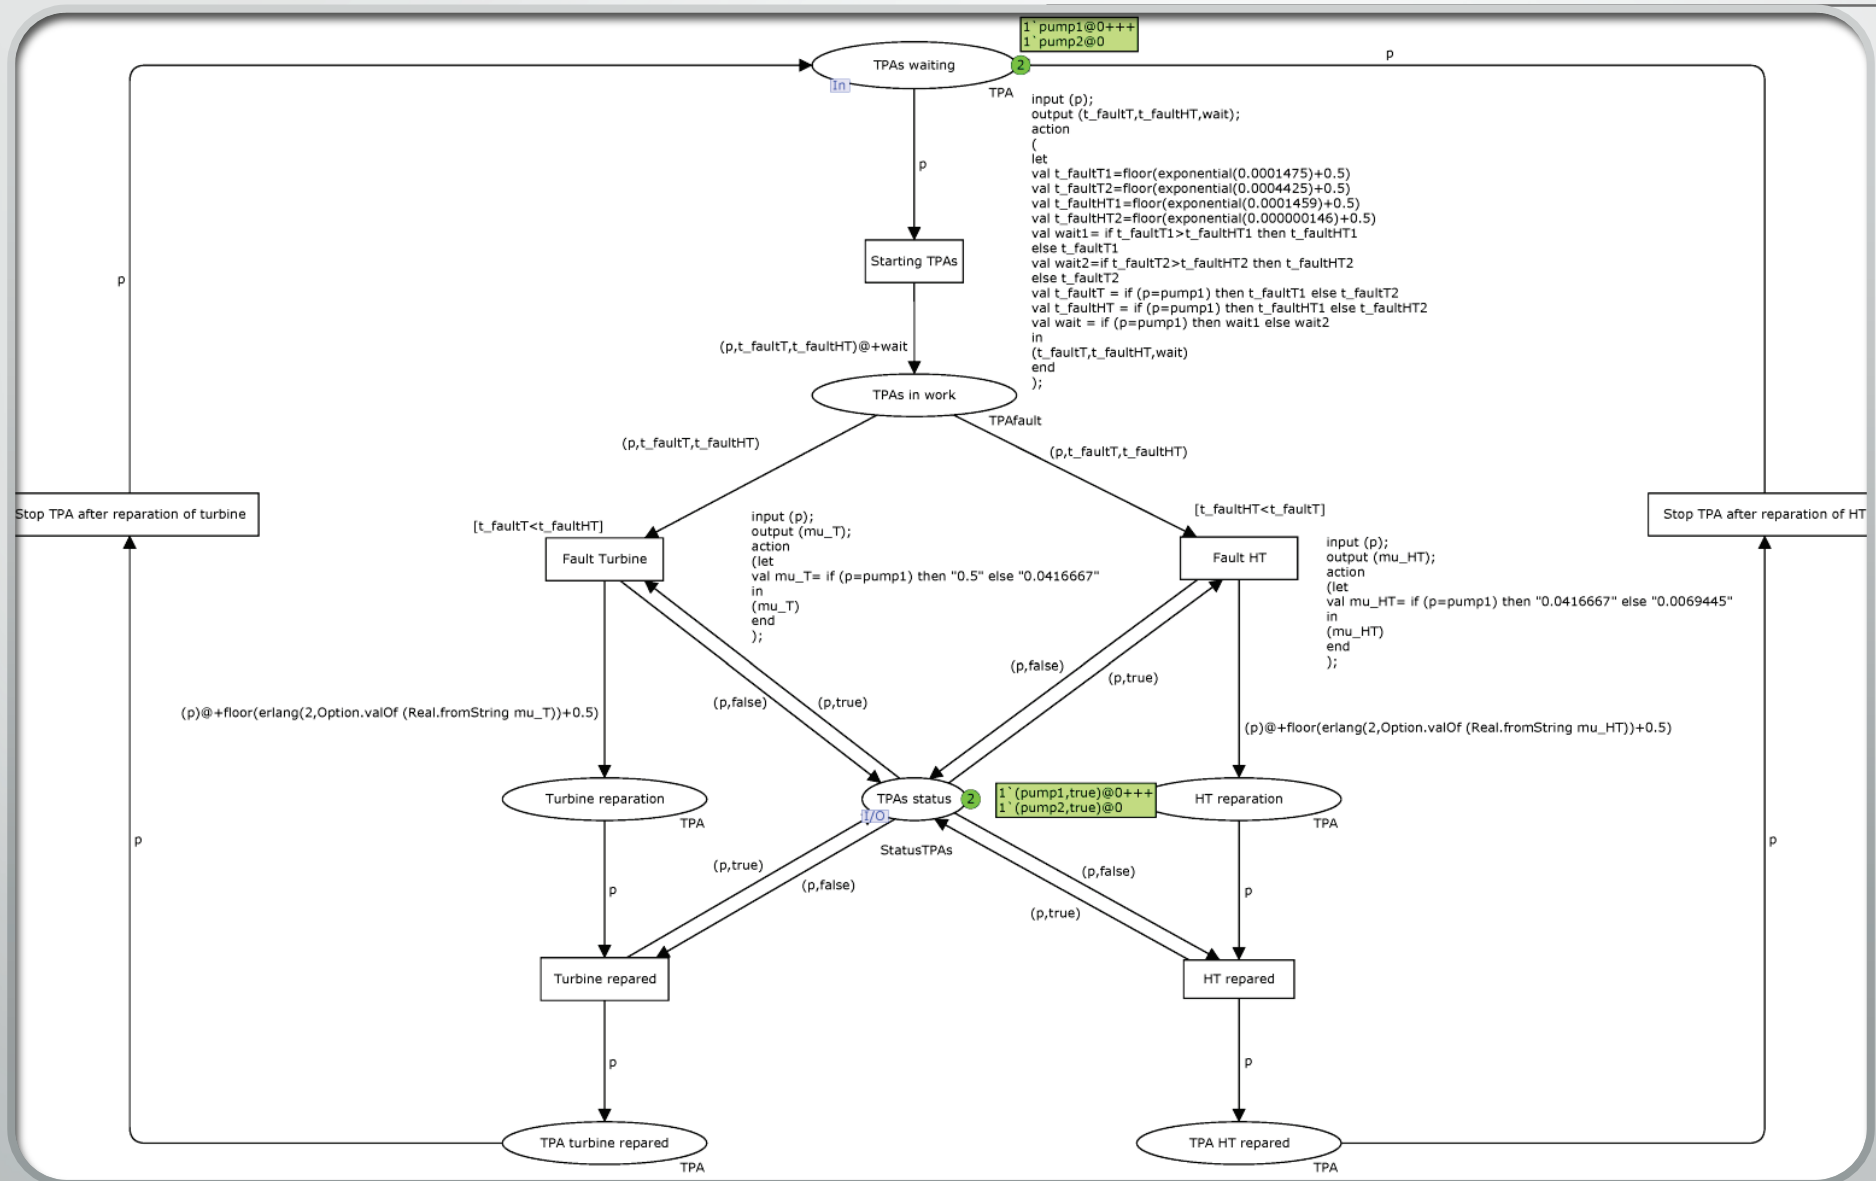 1`pump1@0+++
1`pump2@0
TPAs waiting
2
In
TPA
p
input (p);
output (t_faultT,t_faultHT,wait);
action
(
let
val t_faultT1=floor(exponential(0.0001475)+0.5)
val t_faultT2=floor(exponential(0.0004425)+0.5)
val t_faultHT1=floor(exponential(0.0001459)+0.5)
val t_faultHT2=floor(exponential(0.000000146)+0.5)
val wait1= if t_faultT1>t_faultHT1 then t_faultHT1
else t_faultT1
val wait2=if t_faultT2>t_faultHT2 then t_faultHT2
else t_faultT2
val t_faultT = if (p=pump1) then t_faultT1 else t_faultT2
val t_faultHT = if (p=pump1) then t_faultHT1 else t_faultHT2
val wait = if (p=pump1) then wait1 else wait2
in
(t_faultT,t_faultHT,wait)
end
);
p
Starting TPAs
p
(p,t_faultT,t_faultHT)@+wait
TPAs in work
TPAfault
(p,t_faultT,t_faultHT)
(p,t_faultT,t_faultHT)
Stop TPA after reparation of turbine
[t_faultT<t_faultHT]
Fault Turbine
input (p);
output (mu_T);
action
(let
val mu_T= if (p=pump1) then "0.5" else "0.0416667"
in
(mu_T)
end
);
[t_faultHT<t_faultT]
Fault HT
input (p);
output (mu_HT);
action
(let
val mu_HT= if (p=pump1) then "0.0416667" else "0.0069445"
in
(mu_HT)
end
);
Stop TPA after reparation of HT
(p,false)
(p,true)
(p,false)
(p,true)
(p)@+floor(erlang(2,Option.valOf (Real.fromString mu_T))+0.5)
(p)@+floor(erlang(2,Option.valOf (Real.fromString mu_HT))+0.5)
Turbine reparation
TPA
TPAs status
2
I/O
StatusTPAs
1`(pump1,true)@0+++
1`(pump2,true)@0
HT reparation
TPA
p
p
(p,true)
(p,false)
(p,false)
(p,true)
p
p
Turbine repared
HT repared
p
p
TPA turbine repared
TPA
TPA HT repared
TPA